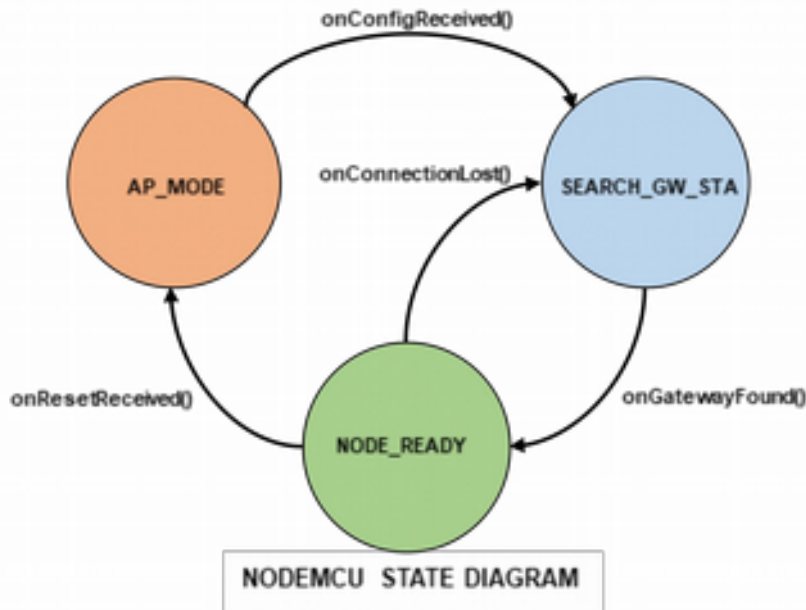 onConfigReceived()
onConnectionLost()
AP_MODE
SEARCH_GW_STA
onResetReceived()
onGatewayFound()
NODE_READY
NODEMCU STATE DIAGRAM